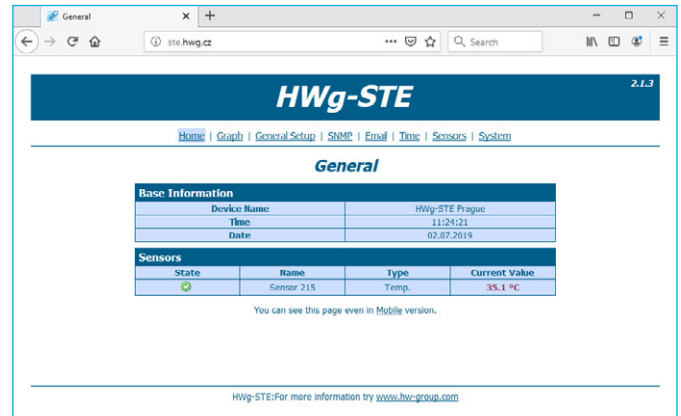 General
ste.hwg.cz
Search
HWg-STE
2.1.3
Home | Graph | General Setup | SNMP | Email | Time | Sensors | System
General
Base Information
Device Name HWg-STE Prague
Time 11:24:21
Date 02.07.2019
Sensors
State Name Type Current Value
Sensor 215 Temp. 35.1 °C
You can see this page even in Mobile version.
HWg-STE:For more information try www.hw-group.com